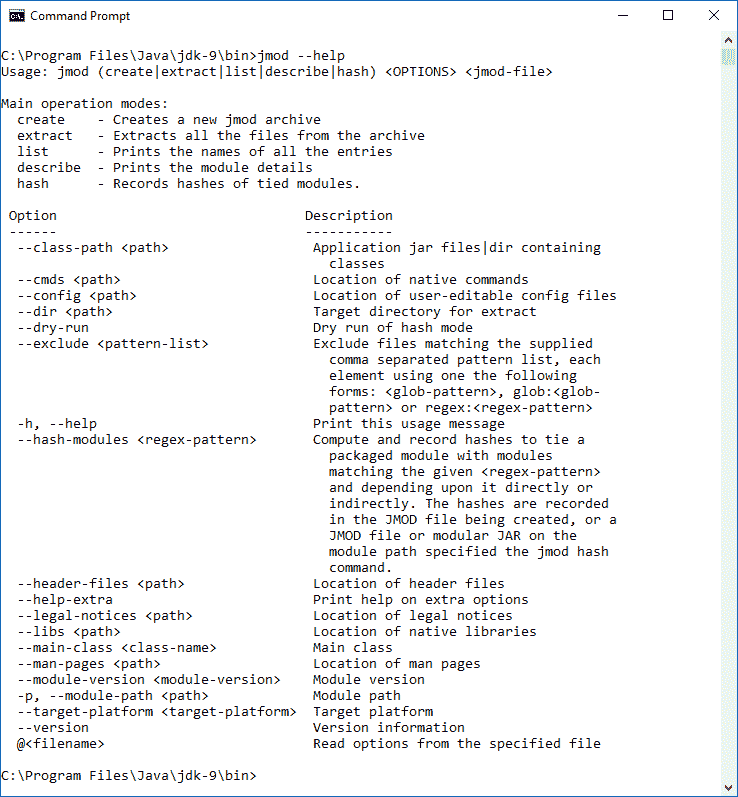 Command Prompt
C:\Program Files\Java\jdk-9\bin>jmod --help
Usage: jmod (create|extract|list|describe|hash) <OPTIONS> <jmod-file>
Main operation modes:
create - Creates a new jmod archive
extract - Extracts all the files from the archive
list - Prints the names of all the entries
describe - Prints the module details
hash - Records hashes of tied modules.
Option Description
------ -----------
--class-path <path> Application jar files|dir containing
classes
--cmds <path> Location of native commands
--config <path> Location of user-editable config files
--dir <path> Target directory for extract
--dry-run Dry run of hash mode
--exclude <pattern-list> Exclude files matching the supplied
comma separated pattern list, each
element using one the following
forms: <glob-pattern>, glob:<glob-
pattern> or regex:<regex-pattern>
-h, --help Print this usage message
--hash-modules <regex-pattern> Compute and record hashes to tie a
packaged module with modules
matching the given <regex-pattern>
and depending upon it directly or
indirectly. The hashes are recorded
in the JMOD file being created, or a
JMOD file or modular JAR on the
module path specified the jmod hash
command.
--header-files <path> Location of header files
--help-extra Print help on extra options
--legal-notices <path> Location of legal notices
--libs <path> Location of native libraries
--main-class <class-name> Main class
--man-pages <path> Location of man pages
--module-version <module-version> Module version
-p, --module-path <path> Module path
--target-platform <target-platform> Target platform
--version Version information
@<filename> Read options from the specified file
C:\Program Files\Java\jdk-9\bin>